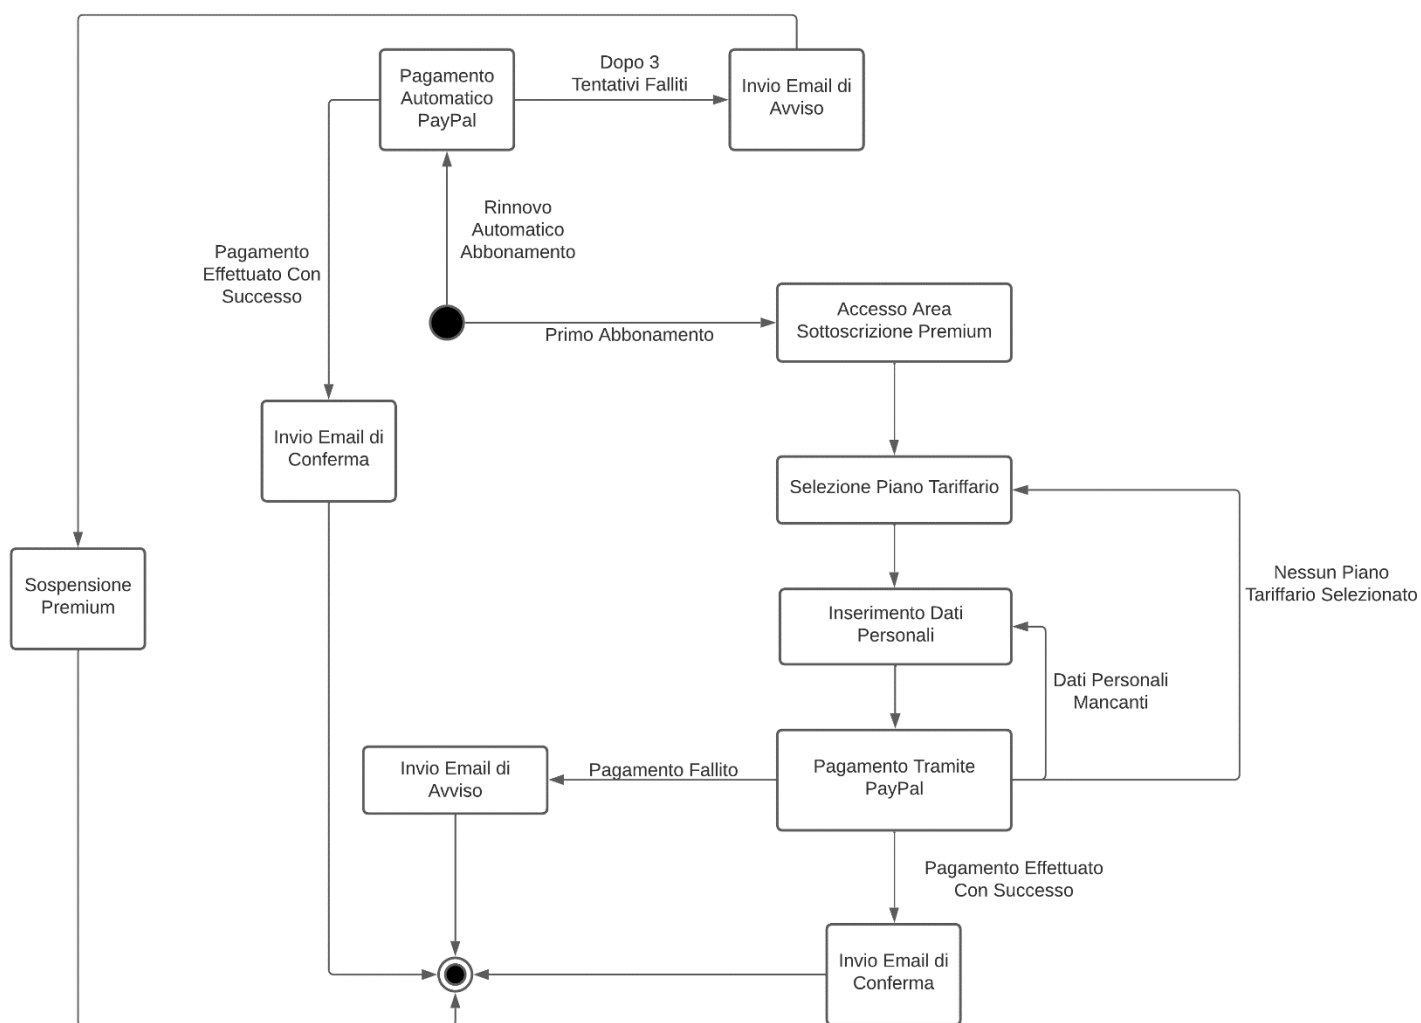 Pagamento
Automatico
PayPal
Dopo 3
Tentativi Falliti
Invio Email di
Avviso
Rinnovo
Automatico
Abbonamento
Pagamento
Effettuato Con
Successo
Primo Abbonamento
Accesso Area
Sottoscrizione Premium
Invio Email di
Conferma
Selezione Piano Tariffario
Sospensione
Premium
Nessun Piano
Tariffario Selezionato
Inserimento Dati
Personali
Dati Personali
Mancanti
Invio Email di
Avviso
Pagamento Fallito
Pagamento Tramite
PayPal
Pagamento Effettuato
Con Successo
Invio Email di
Conferma